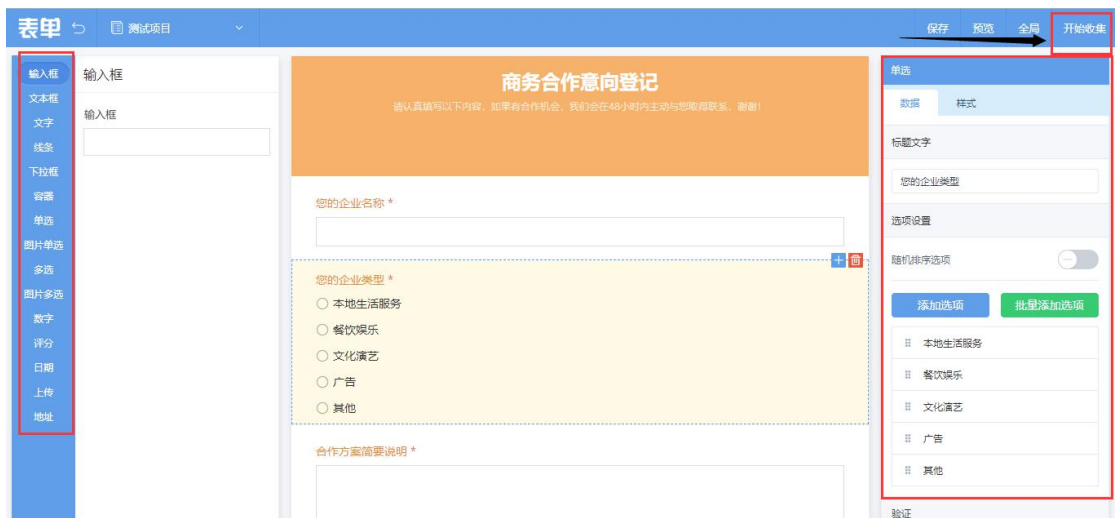 表单 测试项目 保存 预览 全局 开始收集
输入框
文本框
文字
线条
下拉框
容器
单选
图片单选
多选
图片多选
数字
评分
日期
上传
地址
输入框
输入框
商务合作意向登记
请认真填写以下内容，如果有合作机会，我们会在48小时内主动与您取得联系，谢谢！
您的企业名称 *
您的企业类型 *
本地生活服务
餐饮娱乐
文化演艺
广告
其他
合作方案简要说明 *
单选
数据 样式
标题文字
您的企业类型
选项设置
随机排序选项
添加选项 批量添加选项
本地生活服务
餐饮娱乐
文化演艺
广告
其他
验证